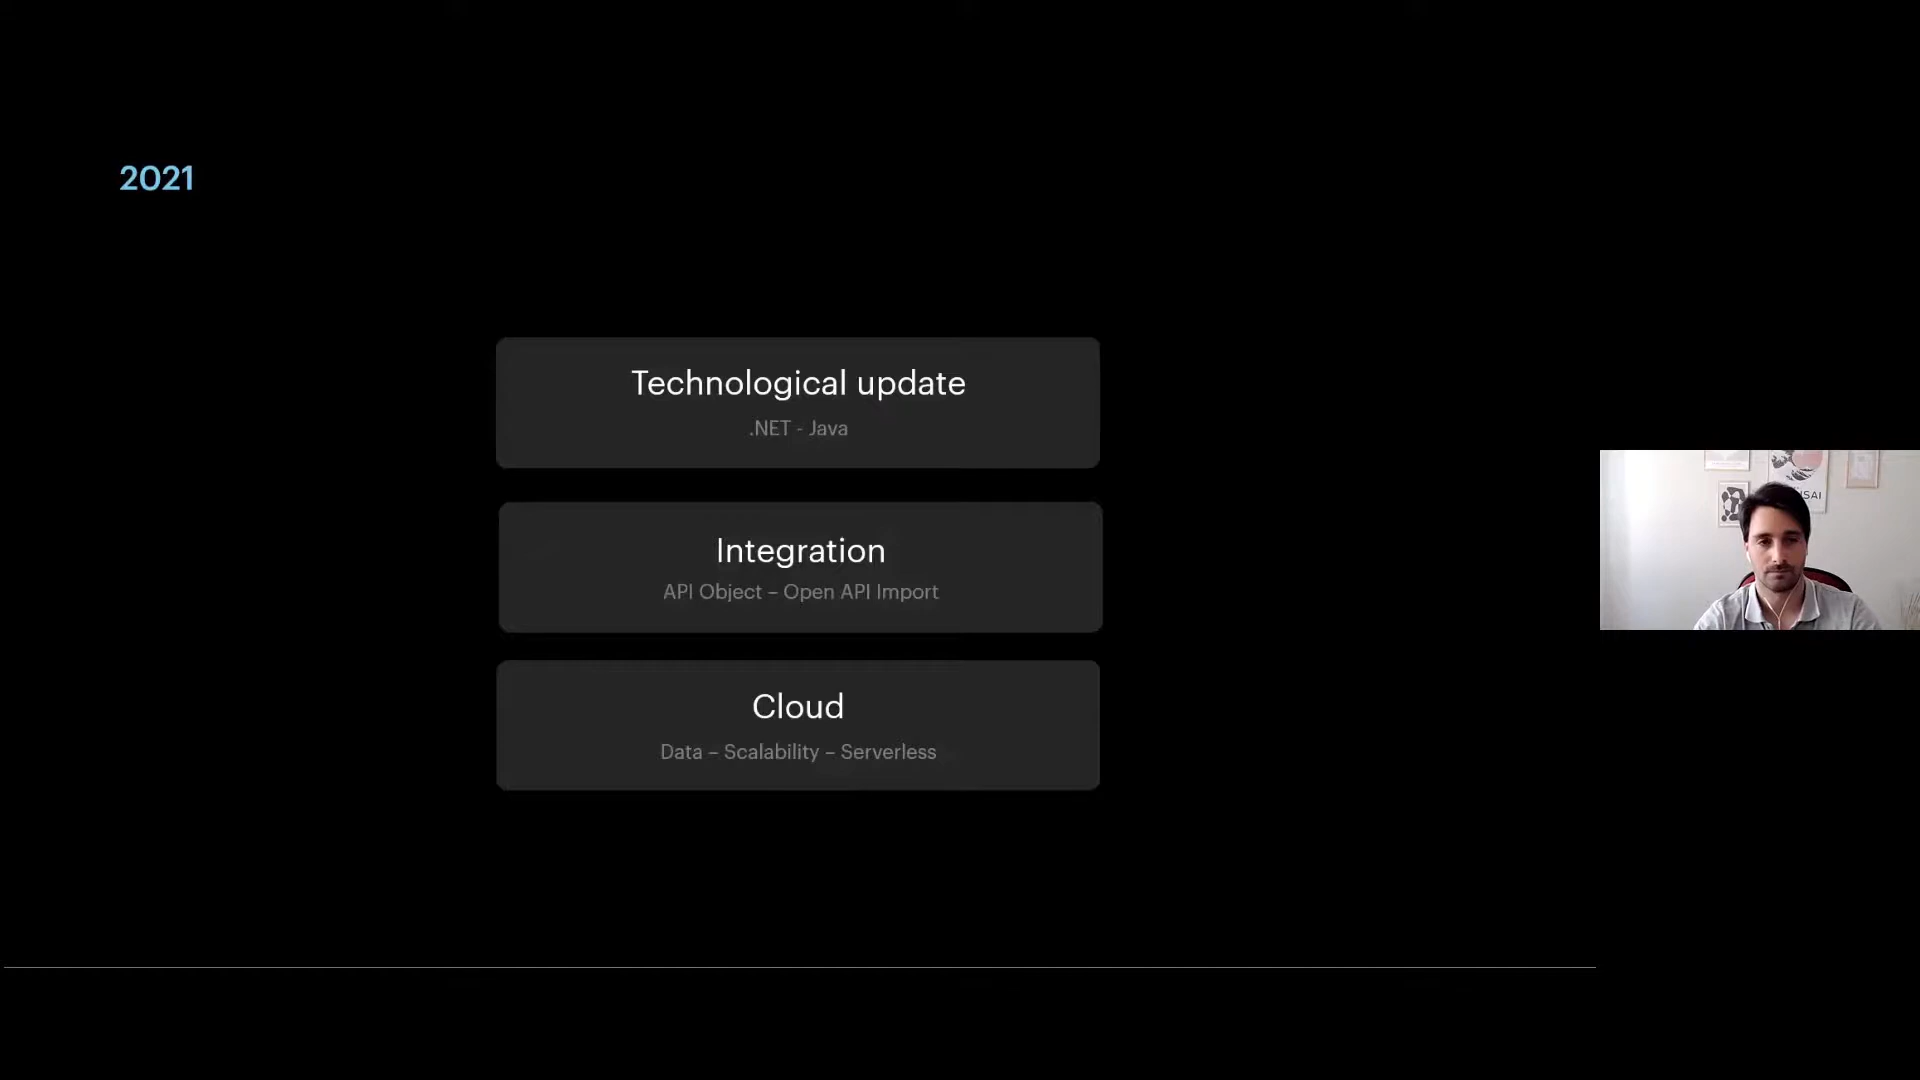 2021
Technological update
.NET - Java
Integration
API Object – Open API Import
Cloud
Data – Scalability – Serverless